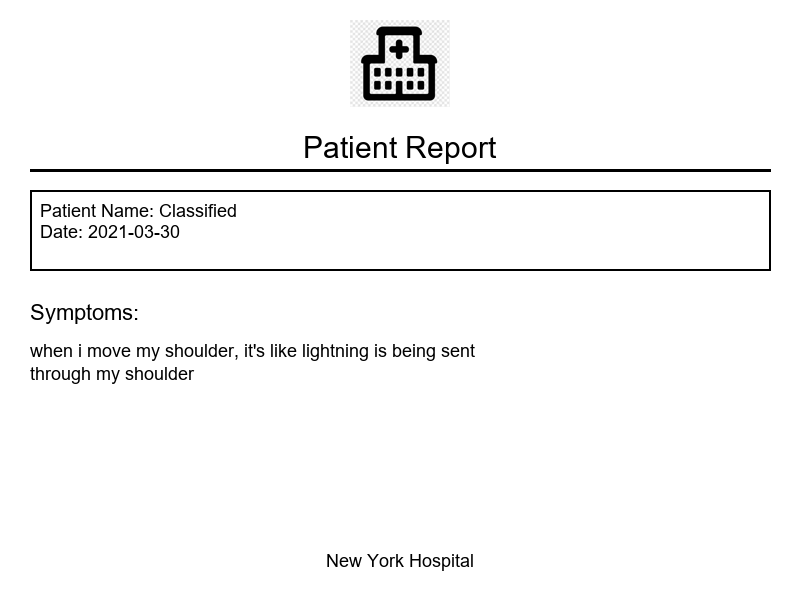 Patient Report
Patient Name: Classified
Date: 2021-03-30
Symptoms:
when i move my shoulder, it's like lightning is being sent
through my shoulder
New York Hospital